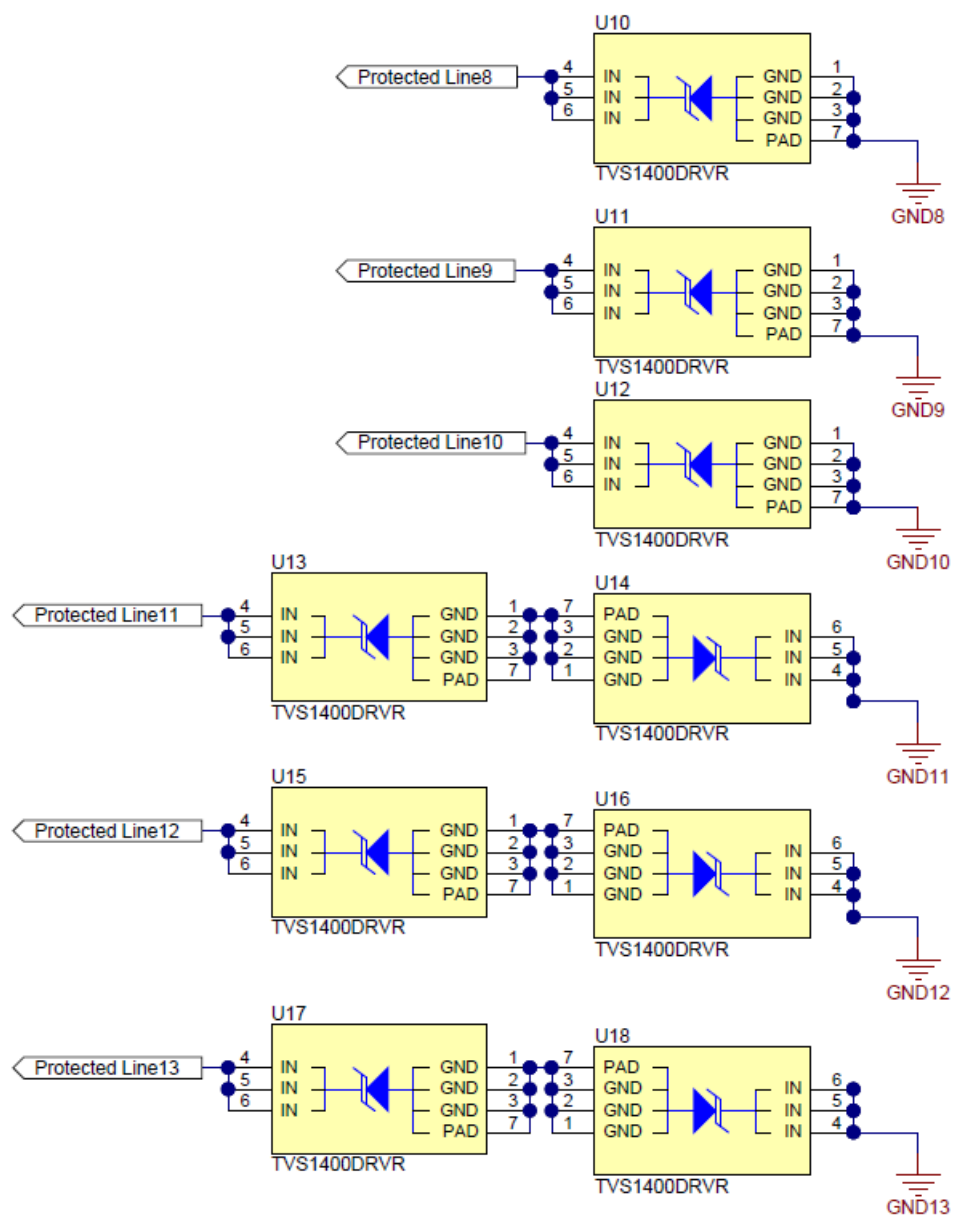 U10
Protected Line8
4 IN GND 1
5 IN GND 2
6 IN GND 3
PAD 7
TVS1400DRVR
GND8
U11
Protected Line9
4 IN GND 1
5 IN GND 2
6 IN GND 3
PAD 7
TVS1400DRVR
GND9
U12
Protected Line10
4 IN GND 1
5 IN GND 2
6 IN GND 3
PAD 7
TVS1400DRVR
GND10
U13
Protected Line11
4 IN GND 1
5 IN GND 2
6 IN GND 3
PAD 7
TVS1400DRVR
U14
7 PAD
3 GND IN 6
2 GND IN 5
1 GND IN 4
TVS1400DRVR
GND11
U15
Protected Line12
4 IN GND 1
5 IN GND 2
6 IN GND 3
PAD 7
TVS1400DRVR
U16
7 PAD
3 GND IN 6
2 GND IN 5
1 GND IN 4
TVS1400DRVR
GND12
U17
Protected Line13
4 IN GND 1
5 IN GND 2
6 IN GND 3
PAD 7
TVS1400DRVR
U18
7 PAD
3 GND IN 6
2 GND IN 5
1 GND IN 4
TVS1400DRVR
GND13